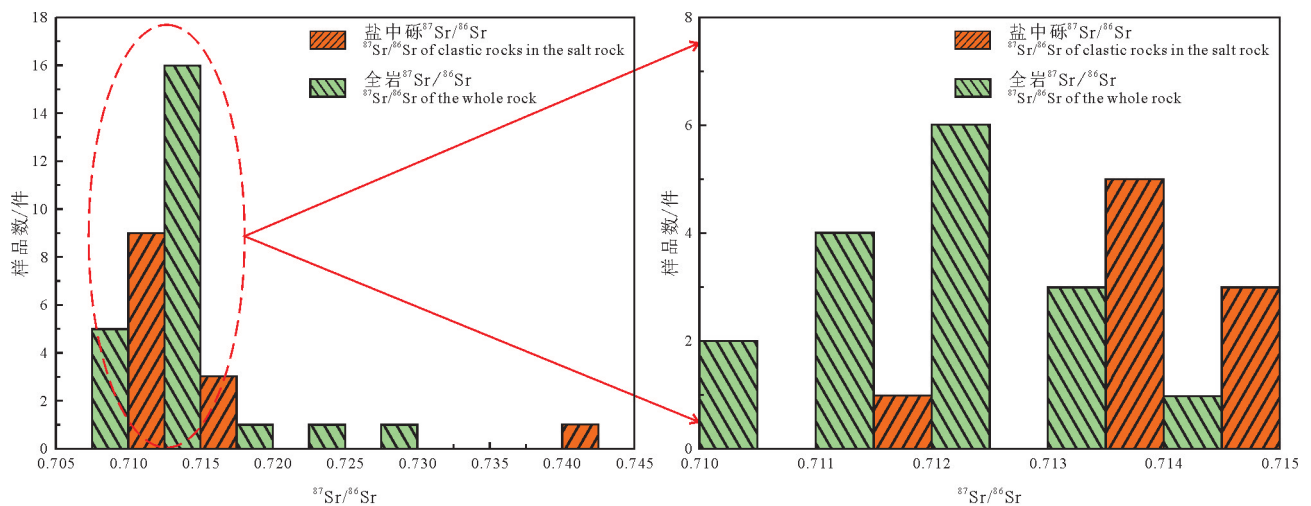 18
16
14
12
10
8
6
4
2
0
样品数/件
盐中砾⁸⁷Sr/⁸⁶Sr
⁸⁷Sr/⁸⁶Sr of clastic rocks in the salt rock
全岩⁸⁷Sr/⁸⁶Sr
⁸⁷Sr/⁸⁶Sr of the whole rock
0.705 0.710 0.715 0.720 0.725 0.730 0.735 0.740 0.745
⁸⁷Sr/⁸⁶Sr
8
6
4
2
0
样品数/件
盐中砾⁸⁷Sr/⁸⁶Sr
⁸⁷Sr/⁸⁶Sr of clastic rocks in the salt rock
全岩⁸⁷Sr/⁸⁶Sr
⁸⁷Sr/⁸⁶Sr of the whole rock
0.710 0.711 0.712 0.713 0.714 0.715
⁸⁷Sr/⁸⁶Sr